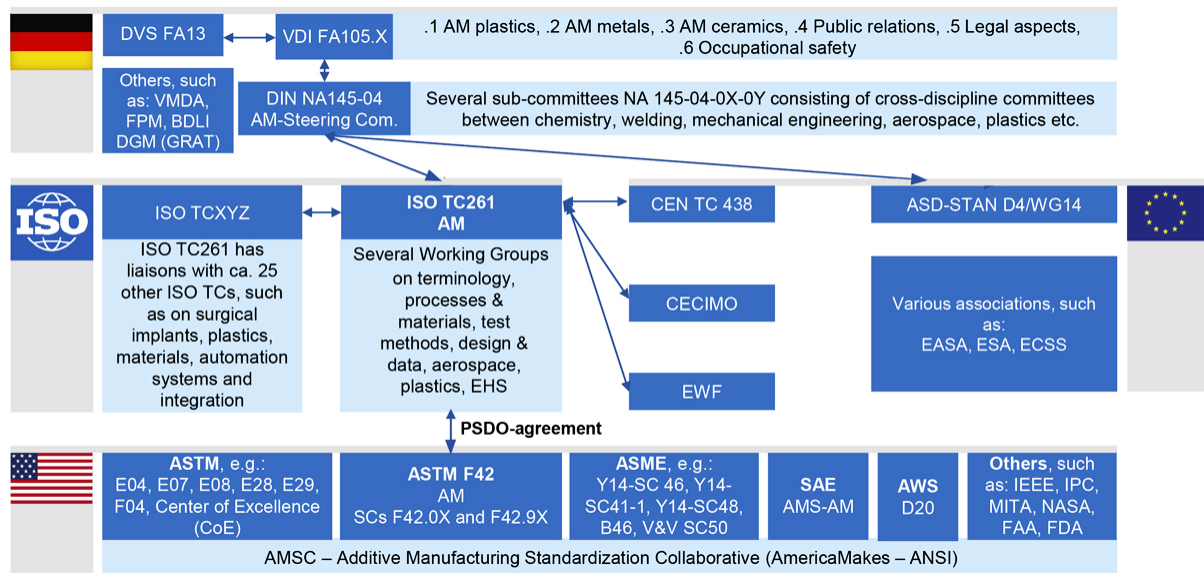 DVS FA13
VDI FA105.X
.1 AM plastics, .2 AM metals, .3 AM ceramics, .4 Public relations, .5 Legal aspects,
.6 Occupational safety
Others, such
as: VMDA,
FPM, BDLI
DGM (GRAT)
DIN NA145-04
AM-Steering Com.
Several sub-committees NA 145-04-0X-0Y consisting of cross-discipline committees
between chemistry, welding, mechanical engineering, aerospace, plastics etc.
ISO
ISO TCXYZ
ISO TC261 has
liaisons with ca. 25
other ISO TCs, such
as on surgical
implants, plastics,
materials, automation
systems and
integration
ISO TC261
AM
Several Working Groups
on terminology,
processes &
materials, test
methods, design &
data, aerospace,
plastics, EHS
CEN TC 438
CECIMO
EWF
ASD-STAN D4/WG14
Various associations, such
as:
EASA, ESA, ECSS
PSDO-agreement
ASTM, e.g.:
E04, E07, E08, E28, E29,
F04, Center of Excellence
(CoE)
ASTM F42
AM
SCs F42.0X and F42.9X
ASME, e.g.:
Y14-SC 46, Y14-
SC41-1, Y14-SC48,
B46, V&V SC50
SAE
AMS-AM
AWS
D20
Others, such
as: IEEE, IPC,
MITA, NASA,
FAA, FDA
AMSC – Additive Manufacturing Standardization Collaborative (AmericaMakes – ANSI)